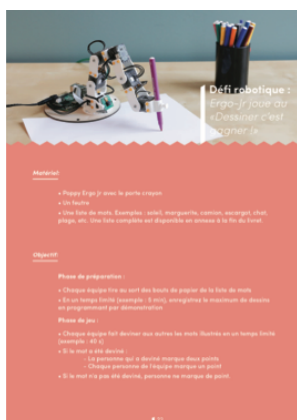 Défi robotique :
Ergo-Jr joue au
«Dessiner c'est
gagner !»
Matériel:
• Poppy Ergo Jr avec le porte crayon
• Un feutre
• Une liste de mots. Exemples : soleil, marguerite, camion, escargot, chat,
plage, etc. Une liste complète est disponible en annexe à la fin du livret.
Objectif:
Phase de préparation :
• Chaque équipe tire au sort des bouts de papier de la liste de mots
• En un temps limité (exemple : 5 min), enregistrez le maximum de dessins
en programmant par démonstration
Phase de jeu :
• Chaque équipe fait deviner aux autres les mots illustrés en un temps limité
(exemple : 40 s)
• Si le mot a été deviné :
- La personne qui a deviné marque deux points
- Chaque personne de l'équipe marque un point
• Si le mot n'a pas été deviné, personne ne marque de point.